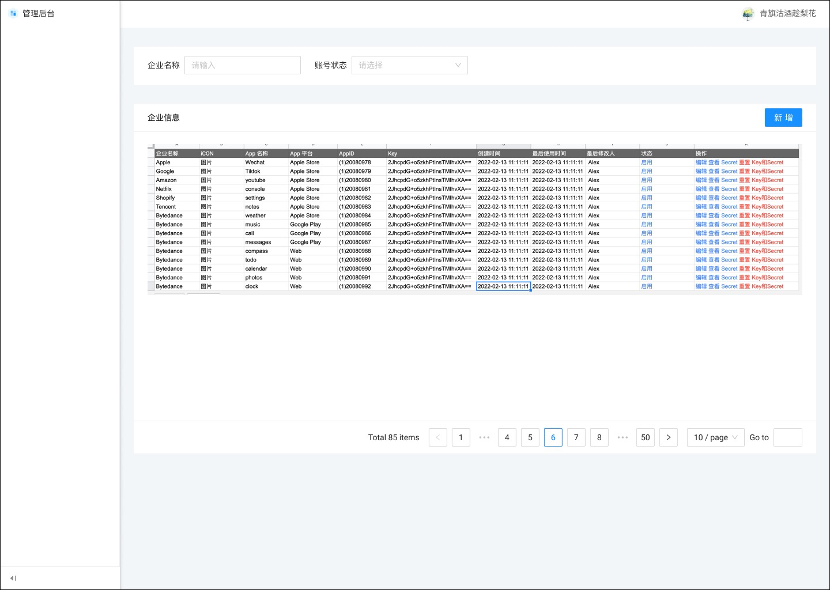 管理后台
青旗沽酒趁梨花
企业名称 请输入 账号状态 请选择
企业信息 新 增
企业名称 ICON App 名称 App 平台 AppID Key 创建时间 最后使用时间 最后修改人 状态 操作
Apple 图片 Wechat Apple Store (1)20080978 2JhcpdG+o5zkhPtInsTMIhvXA== 2022-02-13 11:11:11 2022-02-13 11:11:11 Alex 启用 编辑 查看 Secret 重置 Key和Secret
Google 图片 Tiktok Apple Store (1)20080979 2JhcpdG+o5zkhPtInsTMIhvXA== 2022-02-13 11:11:11 2022-02-13 11:11:11 Alex 启用 编辑 查看 Secret 重置 Key和Secret
Amazon 图片 youtube Apple Store (1)20080980 2JhcpdG+o5zkhPtInsTMIhvXA== 2022-02-13 11:11:11 2022-02-13 11:11:11 Alex 启用 编辑 查看 Secret 重置 Key和Secret
Netflix 图片 console Apple Store (1)20080981 2JhcpdG+o5zkhPtInsTMIhvXA== 2022-02-13 11:11:11 2022-02-13 11:11:11 Alex 启用 编辑 查看 Secret 重置 Key和Secret
Shopify 图片 settings Apple Store (1)20080982 2JhcpdG+o5zkhPtInsTMIhvXA== 2022-02-13 11:11:11 2022-02-13 11:11:11 Alex 启用 编辑 查看 Secret 重置 Key和Secret
Tencent 图片 notes Apple Store (1)20080983 2JhcpdG+o5zkhPtInsTMIhvXA== 2022-02-13 11:11:11 2022-02-13 11:11:11 Alex 启用 编辑 查看 Secret 重置 Key和Secret
Bytedance 图片 weather Apple Store (1)20080984 2JhcpdG+o5zkhPtInsTMIhvXA== 2022-02-13 11:11:11 2022-02-13 11:11:11 Alex 启用 编辑 查看 Secret 重置 Key和Secret
Bytedance 图片 music Google Play (1)20080985 2JhcpdG+o5zkhPtInsTMIhvXA== 2022-02-13 11:11:11 2022-02-13 11:11:11 Alex 启用 编辑 查看 Secret 重置 Key和Secret
Bytedance 图片 call Google Play (1)20080986 2JhcpdG+o5zkhPtInsTMIhvXA== 2022-02-13 11:11:11 2022-02-13 11:11:11 Alex 启用 编辑 查看 Secret 重置 Key和Secret
Bytedance 图片 messages Google Play (1)20080987 2JhcpdG+o5zkhPtInsTMIhvXA== 2022-02-13 11:11:11 2022-02-13 11:11:11 Alex 启用 编辑 查看 Secret 重置 Key和Secret
Bytedance 图片 compass Web (1)20080988 2JhcpdG+o5zkhPtInsTMIhvXA== 2022-02-13 11:11:11 2022-02-13 11:11:11 Alex 启用 编辑 查看 Secret 重置 Key和Secret
Bytedance 图片 todo Web (1)20080989 2JhcpdG+o5zkhPtInsTMIhvXA== 2022-02-13 11:11:11 2022-02-13 11:11:11 Alex 启用 编辑 查看 Secret 重置 Key和Secret
Bytedance 图片 calendar Web (1)20080990 2JhcpdG+o5zkhPtInsTMIhvXA== 2022-02-13 11:11:11 2022-02-13 11:11:11 Alex 启用 编辑 查看 Secret 重置 Key和Secret
Bytedance 图片 photos Web (1)20080991 2JhcpdG+o5zkhPtInsTMIhvXA== 2022-02-13 11:11:11 2022-02-13 11:11:11 Alex 启用 编辑 查看 Secret 重置 Key和Secret
Bytedance 图片 clock Web (1)20080992 2JhcpdG+o5zkhPtInsTMIhvXA== 2022-02-13 11:11:11 2022-02-13 11:11:11 Alex 启用 编辑 查看 Secret 重置 Key和Secret
Total 85 items < 1 ••• 4 5 6 7 8 ••• 50 > 10 / page Go to